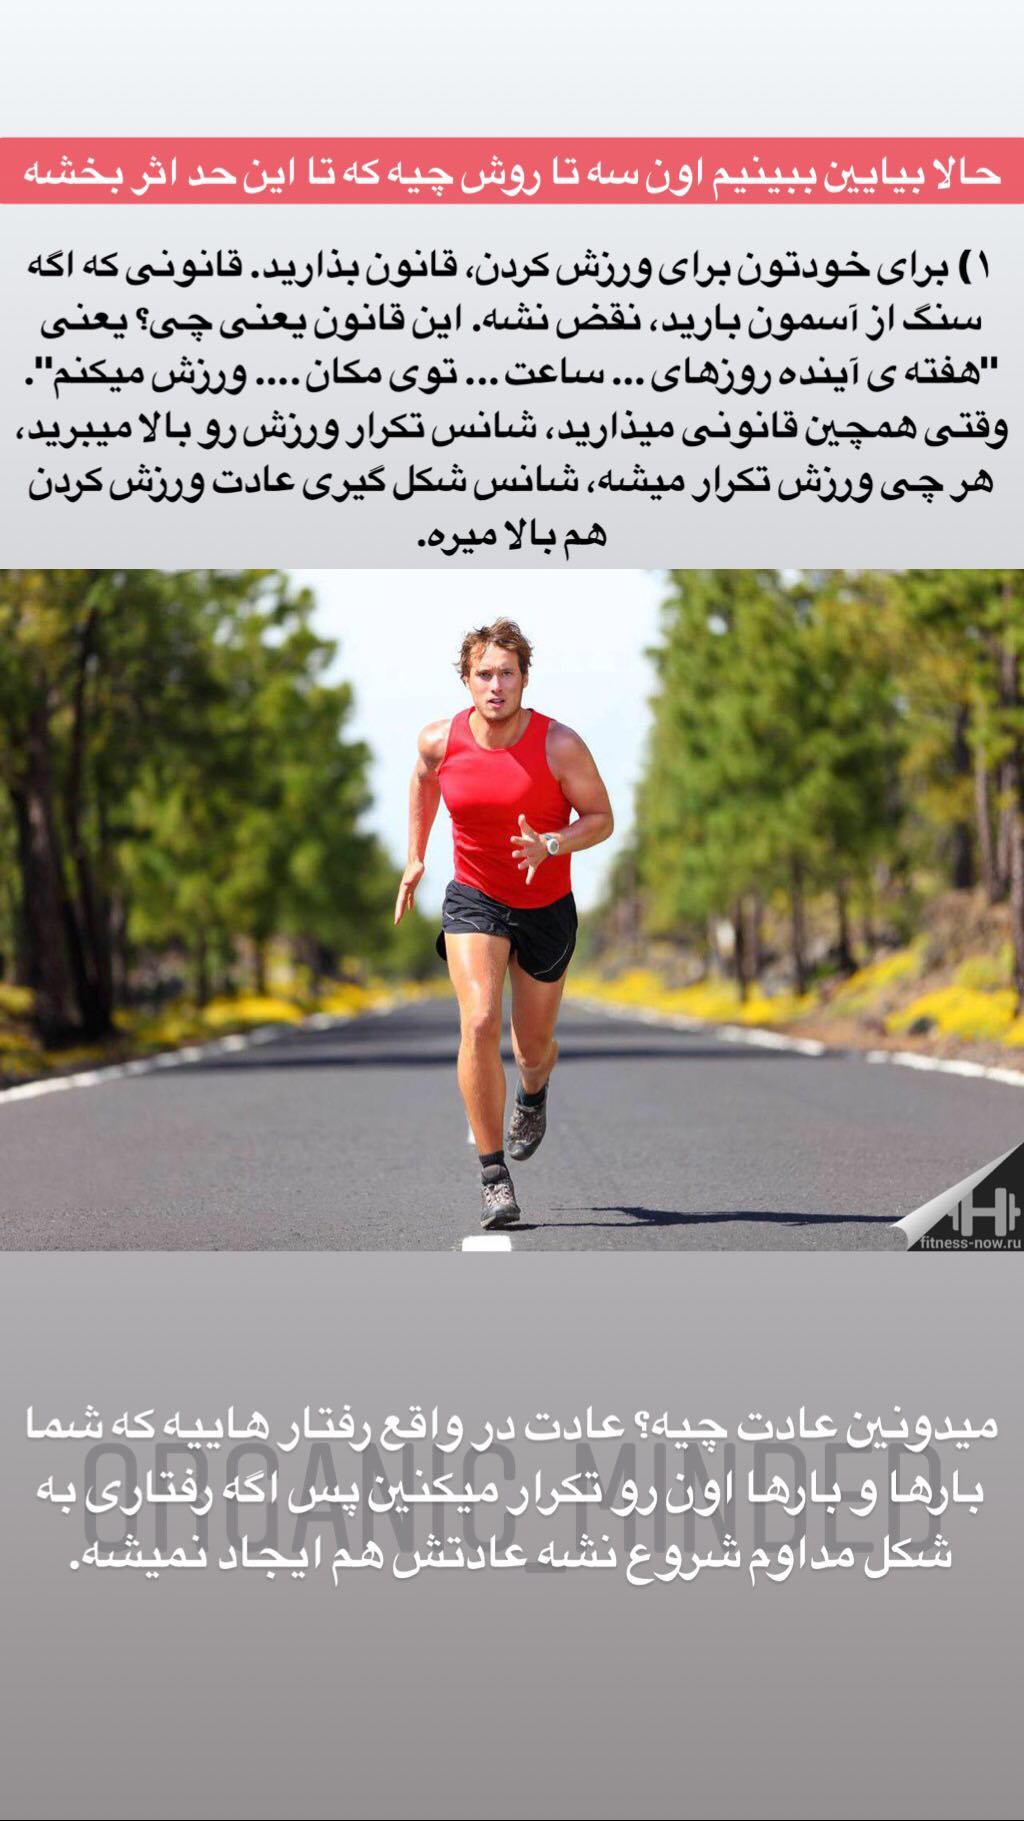 حالا بیایین ببینیم اون سه تا روش چیه که تا این حد اثر بخشه
۱) برای خودتون برای ورزش کردن، قانون بذارید. قانونی که اگه
سنگ از آسمون بارید، نقض نشه. این قانون یعنی چی؟ یعنی
"هفته ی آینده روزهای ... ساعت ... توی مکان .... ورزش میکنم".
وقتی همچین قانونی میذارید، شانس تکرار ورزش رو بالا میبرید،
هر چی ورزش تکرار میشه، شانس شکل گیری عادت ورزش کردن
هم بالا میره.
fitness-now.ru
میدونین عادت چیه؟ عادت در واقع رفتار هاییه که شما
ORGANIC_MINDED
بارها و بارها اون رو تکرار میکنین پس اگه رفتاری به
شکل مداوم شروع نشه عادتش هم ایجاد نمیشه.